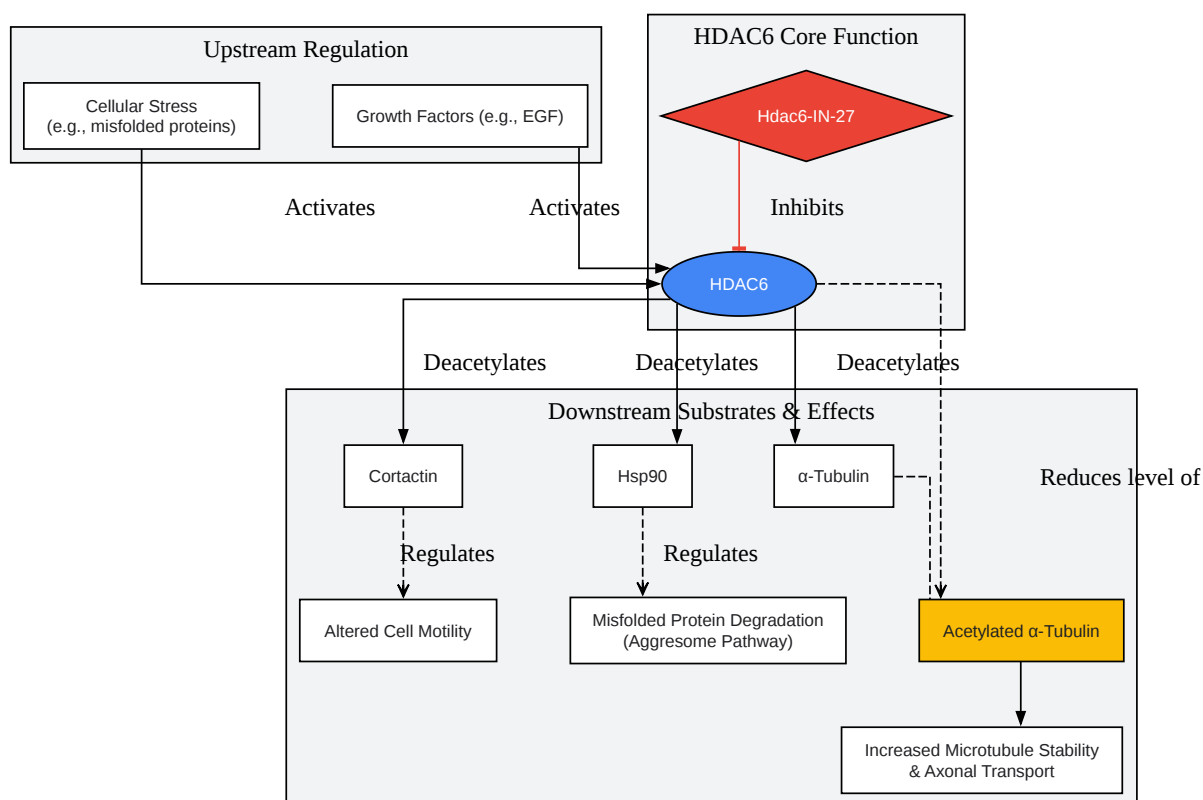 Upstream Regulation
Cellular Stress
(e.g., misfolded proteins)
Growth Factors (e.g., EGF)
HDAC6 Core Function
Hdac6-IN-27
Activates
Activates
Inhibits
HDAC6
Deacetylates
Deacetylates
Deacetylates
Downstream Substrates & Effects
Cortactin
Hsp90
α-Tubulin
Reduces level of
Regulates
Regulates
Altered Cell Motility
Misfolded Protein Degradation
(Aggresome Pathway)
Acetylated α-Tubulin
Increased Microtubule Stability
& Axonal Transport